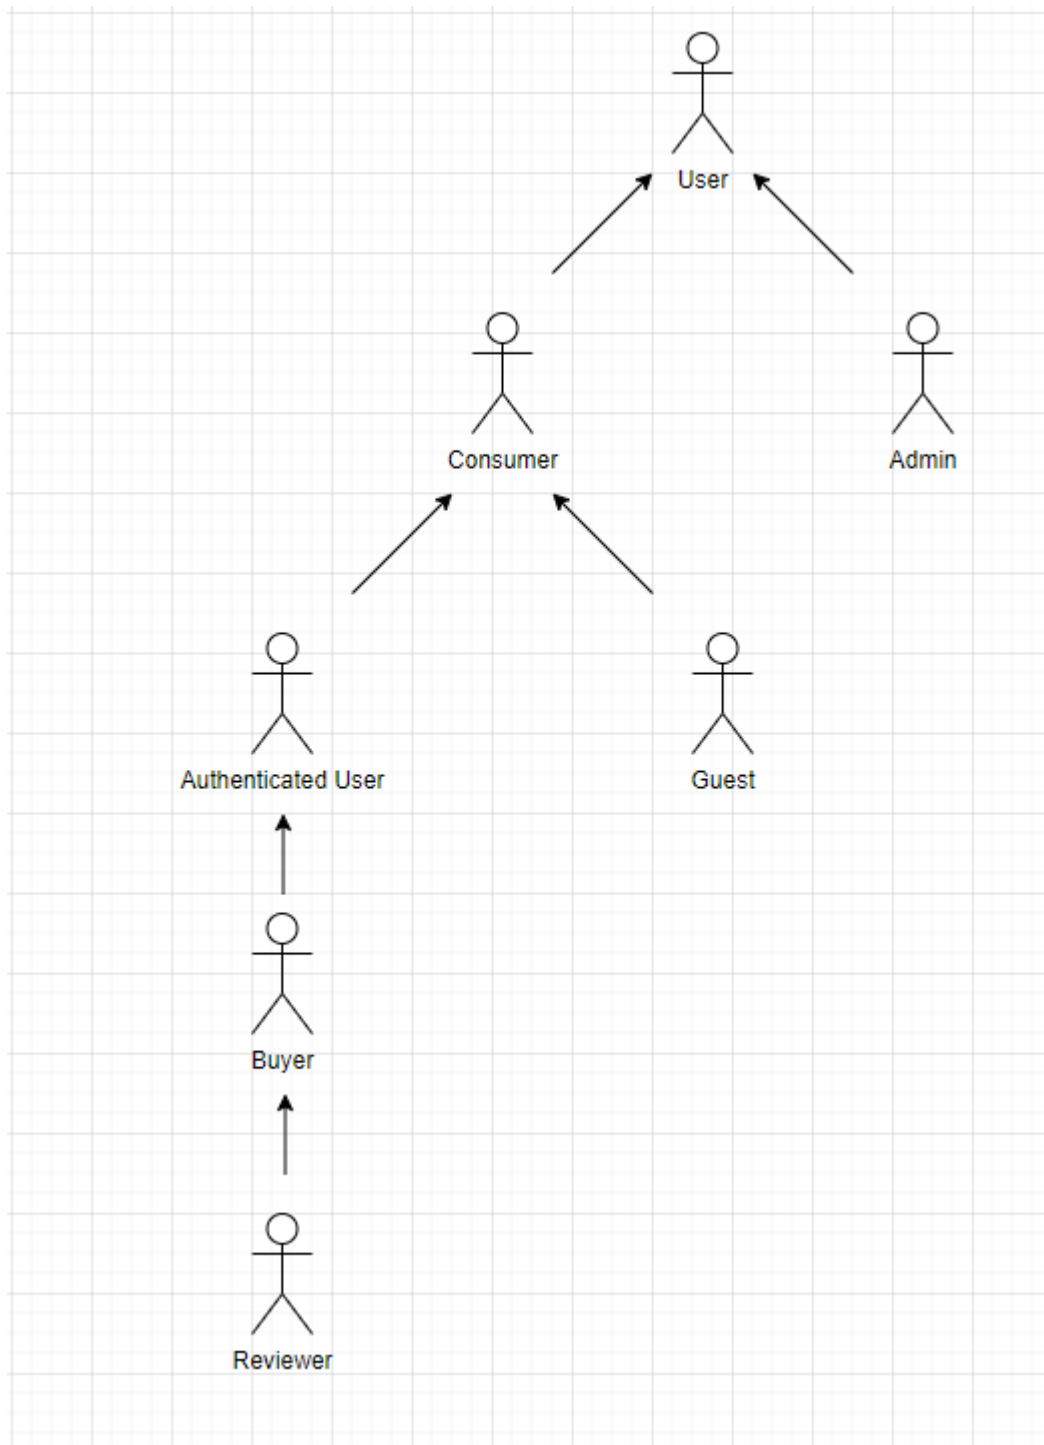 User
Consumer
Admin
Authenticated User
Guest
Buyer
Reviewer